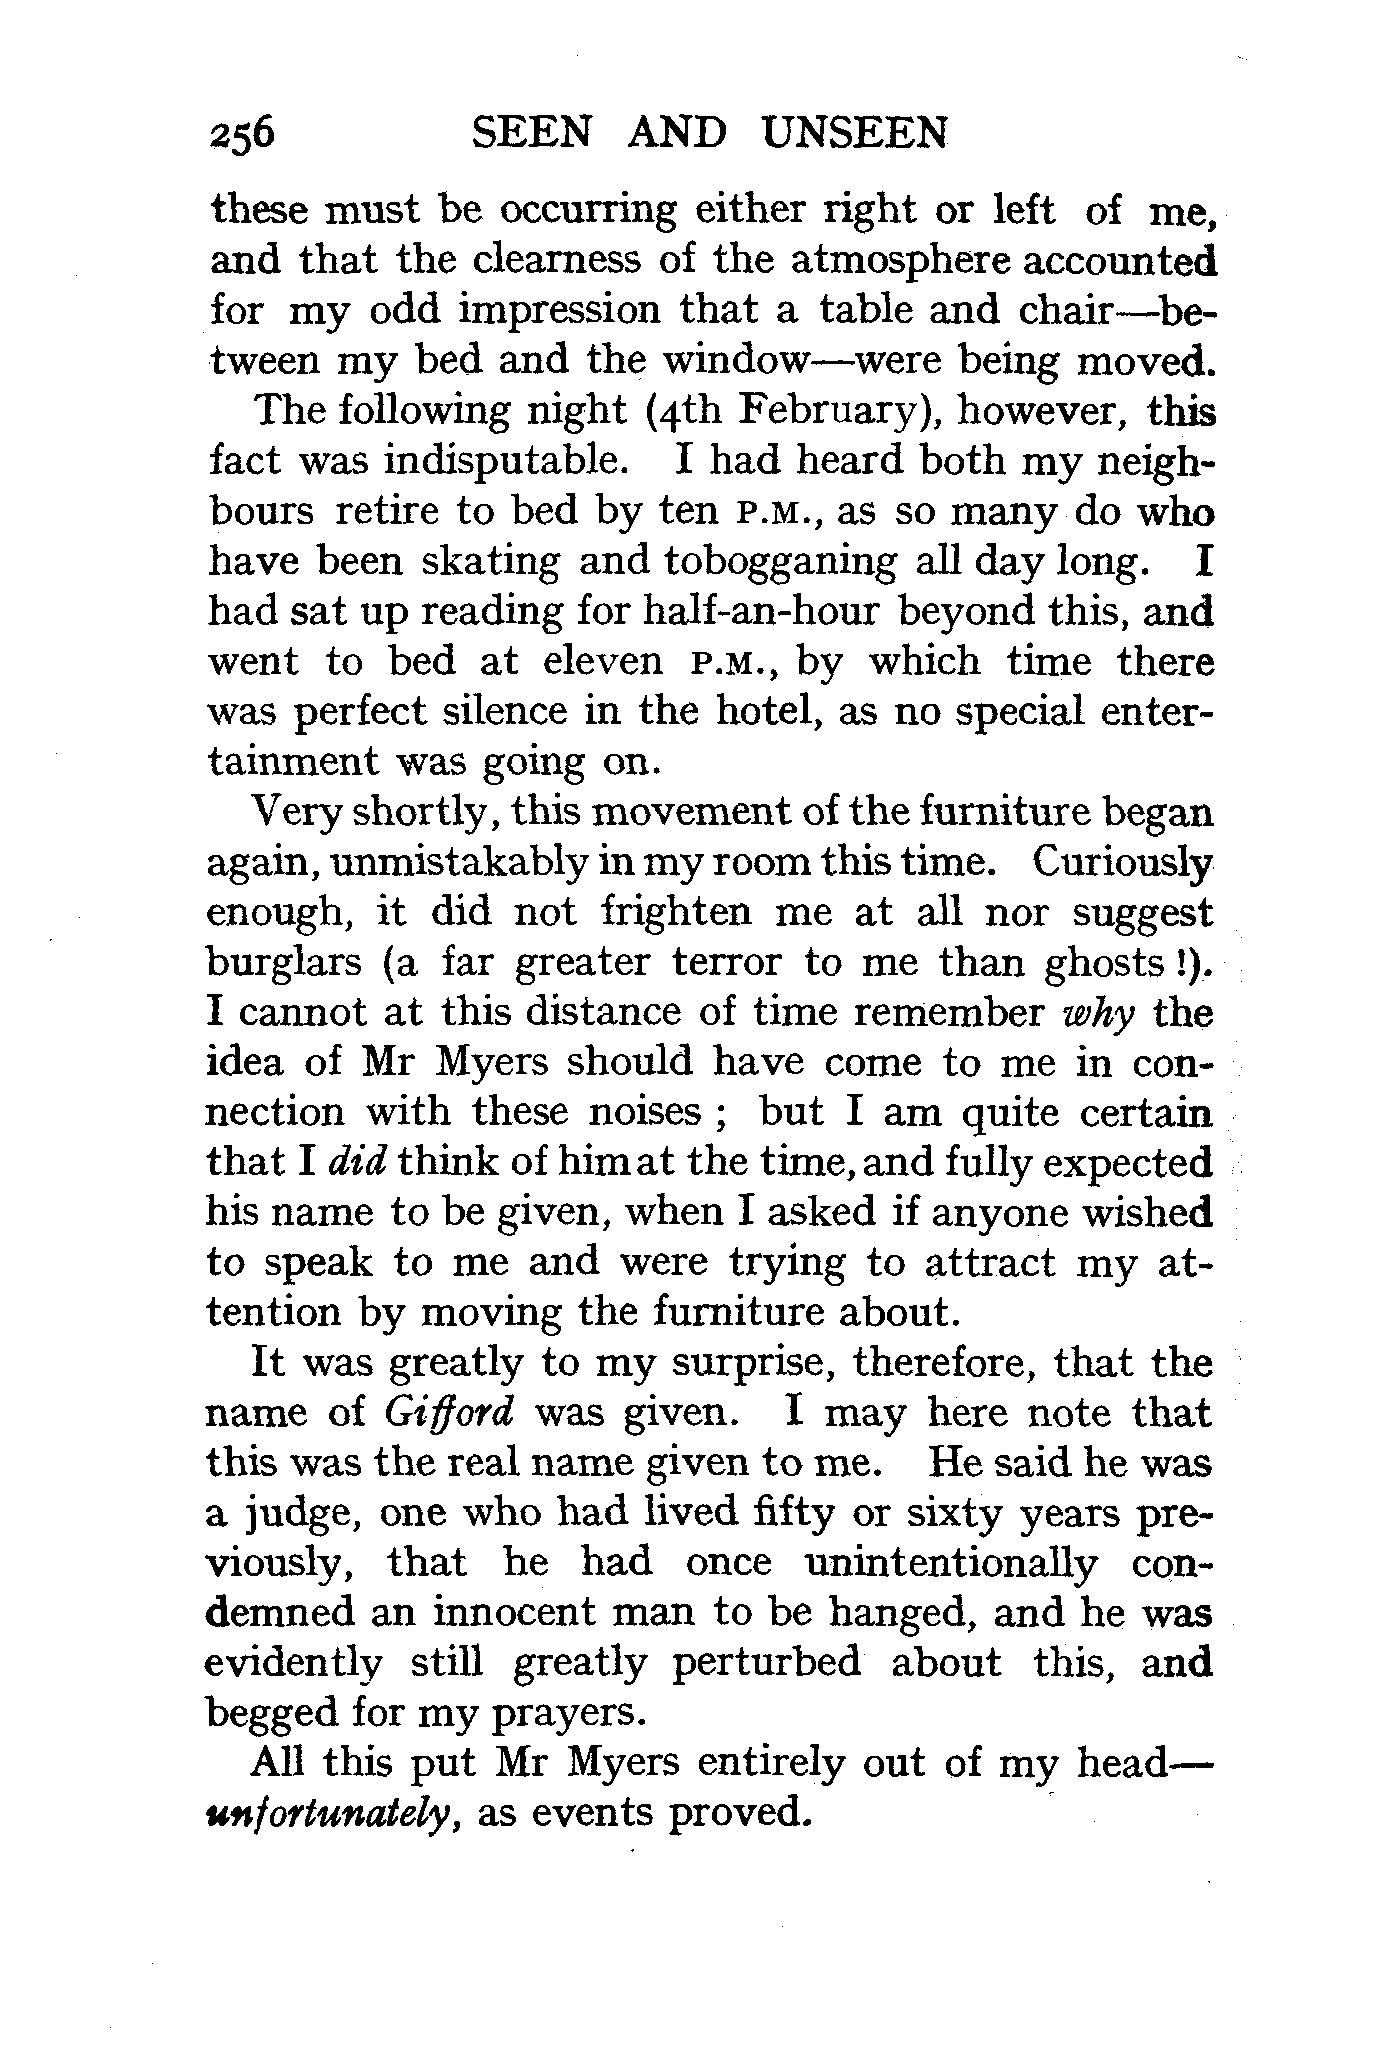 256 SEEN AND UNSEEN
these must be occurring either right or left of me,
and that the clearness of the atmosphere accounted
for my odd impression that a table and chair—be-
tween my bed and the window—were being moved.
The following night (4th February), however, this
fact was indisputable. I had heard both my neigh-
bours retire to bed by ten P.M., as so many do who
have been skating and tobogganing all day long. I
had sat up reading for half-an-hour beyond this, and
went to bed at eleven P.M., by which time there
was perfect silence in the hotel, as no special enter-
tainment was going on.
Very shortly, this movement of the furniture began
again, unmistakably in my room this time. Curiously
enough, it did not frighten me at all nor suggest
burglars (a far greater terror to me than ghosts !).
I cannot at this distance of time remember why the
idea of Mr Myers should have come to me in con-
nection with these noises ; but I am quite certain
that I did think of him at the time, and fully expected
his name to be given, when I asked if anyone wished
to speak to me and were trying to attract my at-
tention by moving the furniture about.
It was greatly to my surprise, therefore, that the
name of Gifford was given. I may here note that
this was the real name given to me. He said he was
a judge, one who had lived fifty or sixty years pre-
viously, that he had once unintentionally con-
demned an innocent man to be hanged, and he was
evidently still greatly perturbed about this, and
begged for my prayers.
All this put Mr Myers entirely out of my head—
unfortunately, as events proved.